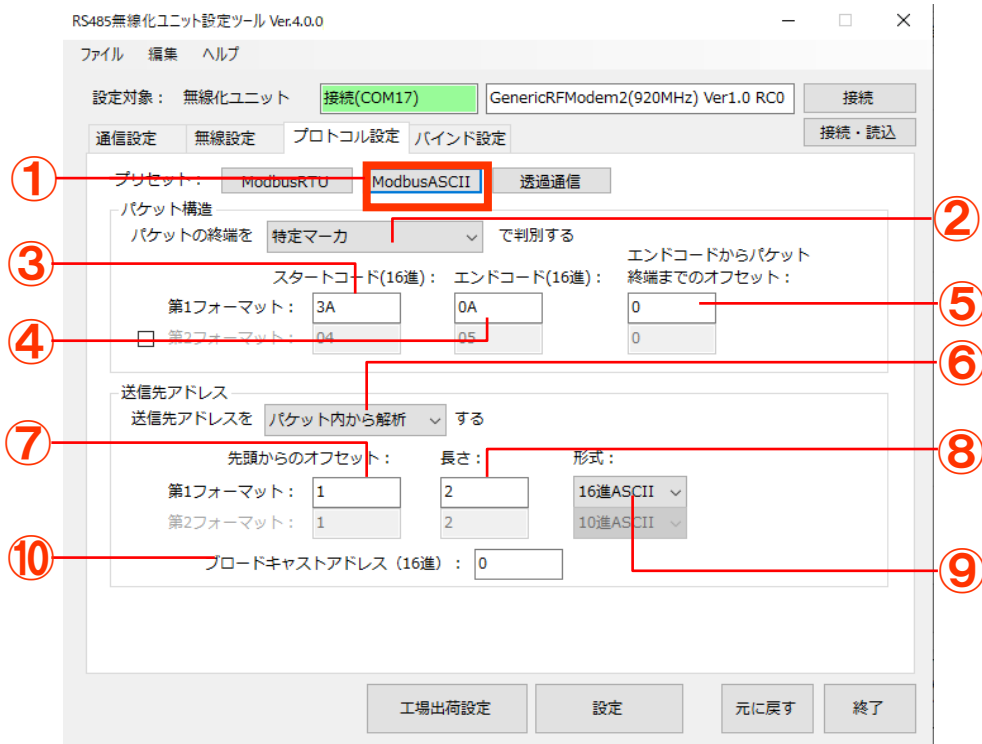 RS485無線化ユニット設定ツール Ver.4.0.0
ファイル 編集 ヘルプ
設定対象： 無線化ユニット 接続(COM17) GenericRFModem2(920MHz) Ver1.0 RC0 接続
通信設定 無線設定 プロトコル設定 バインド設定 接続・読込
① プリセット： ModbusRTU ModbusASCII 透過通信
パケット構造
パケットの終端を 特定マーカ で判別する ②
エンドコードからパケット
③ スタートコード(16進)： エンドコード(16進)： 終端までのオフセット：
第1フォーマット： 3A 0A 0 ⑤
④ 第2フォーマット： 04 05 0
⑥
送信先アドレス
送信先アドレスを パケット内から解析 する
⑦ 先頭からのオフセット： 長さ： 形式： ⑧
第1フォーマット： 1 2 16進ASCII
第2フォーマット： 1 2 10進ASCII
⑩ ブロードキャストアドレス（16進）： 0 ⑨
工場出荷設定 設定 元に戻す 終了